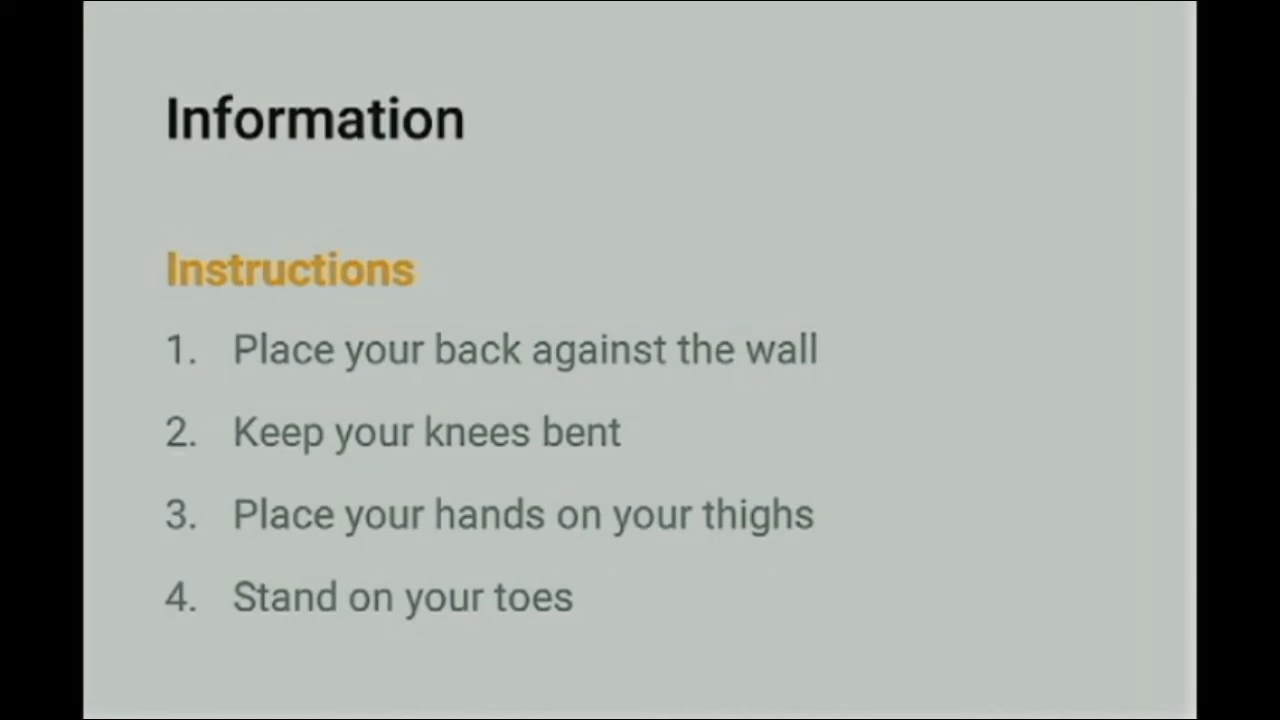 Information
Instructions
1. Place your back against the wall
2. Keep your knees bent
3. Place your hands on your thighs
4. Stand on your toes